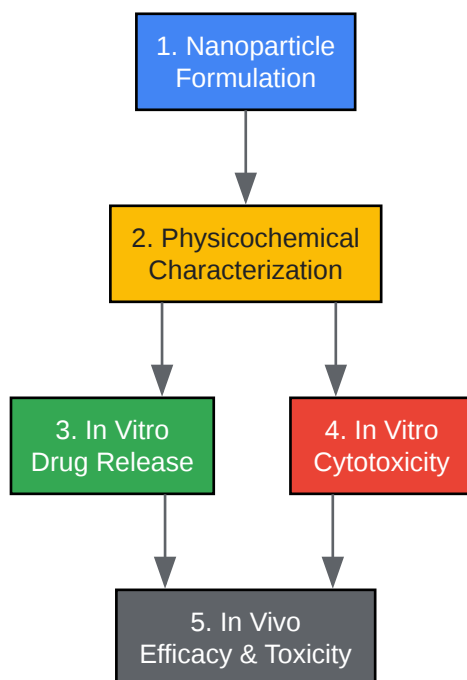 1. Nanoparticle
Formulation
2. Physicochemical
Characterization
3. In Vitro
Drug Release
4. In Vitro
Cytotoxicity
5. In Vivo
Efficacy & Toxicity